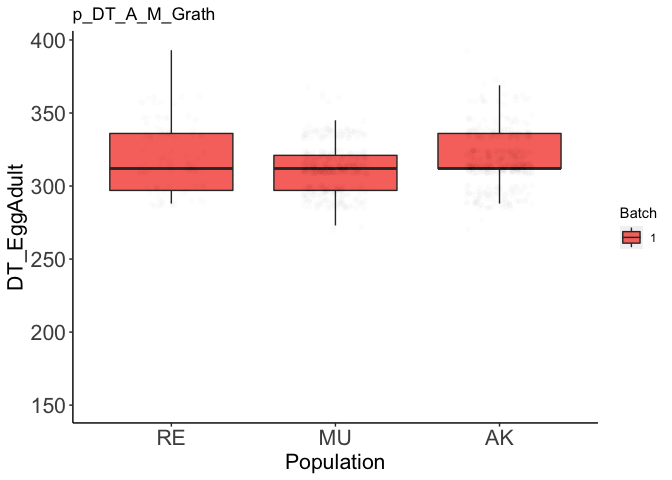 p_DT_A_M_Grath
400
350
300
250
200
150
DT_EggAdult
RE MU AK
Population
Batch
1